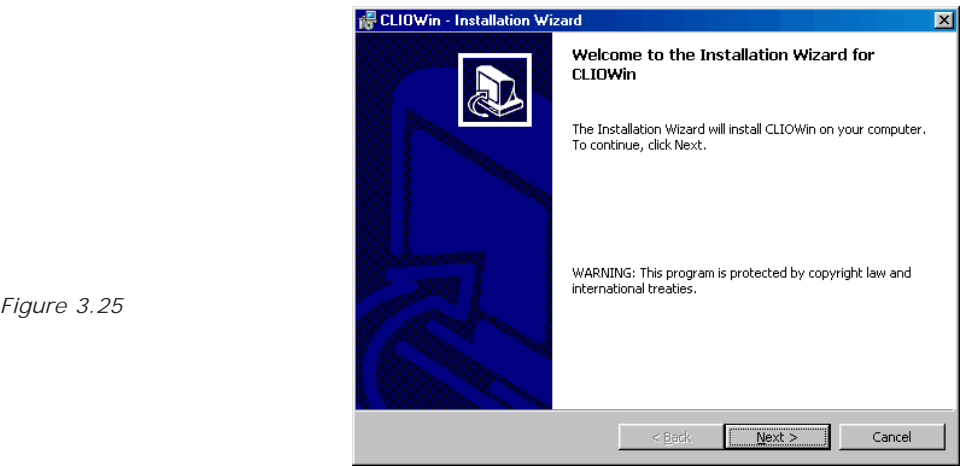 CLIOWin - Installation Wizard
Welcome to the Installation Wizard for
CLIOWin
The Installation Wizard will install CLIOWin on your computer.
To continue, click Next.
WARNING: This program is protected by copyright law and
international treaties.
Figure 3.25
< Back
Next >
Cancel